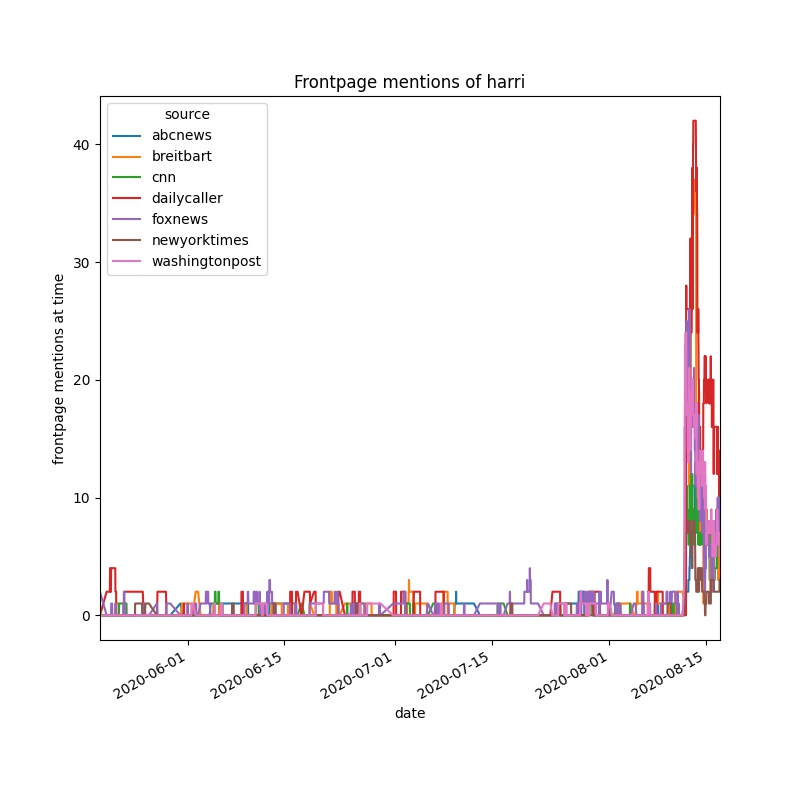 Frontpage mentions of harri
source
abcnews
breitbart
cnn
dailycaller
foxnews
newyorktimes
washingtonpost
frontpage mentions at time
40
30
20
10
0
2020-06-01
2020-06-15
2020-07-01
2020-07-15
2020-08-01
2020-08-15
date